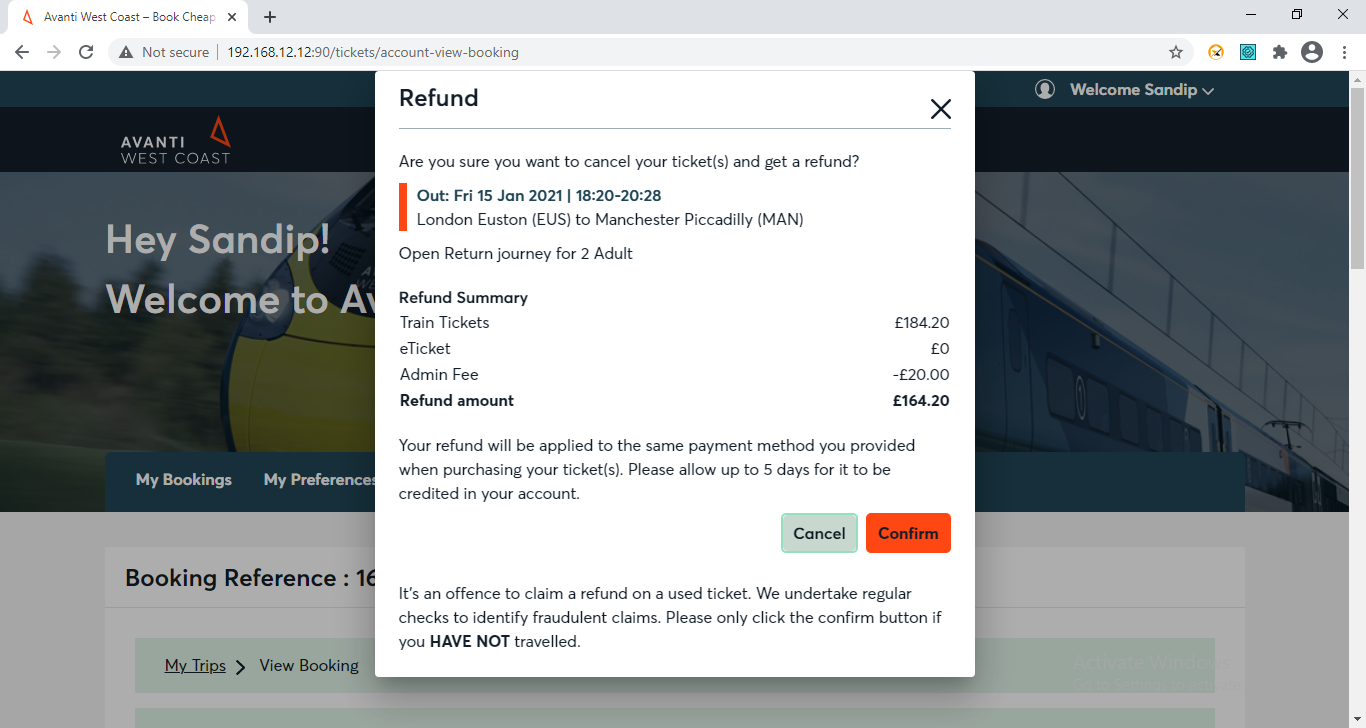 Avanti West Coast – Book Cheap
Not secure
192.168.12.12:90/tickets/account-view-booking
Welcome Sandip
AVANTI
WEST COAST
Hey Sandip!
Welcome to Av
My Bookings
My Preferences
Refund
Are you sure you want to cancel your ticket(s) and get a refund?
Out: Fri 15 Jan 2021 | 18:20-20:28
London Euston (EUS) to Manchester Piccadilly (MAN)
Open Return journey for 2 Adult
Refund Summary
Train Tickets £184.20
eTicket £0
Admin Fee -£20.00
Refund amount £164.20
Your refund will be applied to the same payment method you provided
when purchasing your ticket(s). Please allow up to 5 days for it to be
credited in your account.
Cancel
Confirm
It's an offence to claim a refund on a used ticket. We undertake regular
checks to identify fraudulent claims. Please only click the confirm button if
you HAVE NOT travelled.
Booking Reference : 16
My Trips
View Booking
Activate Windows
Go to Settings to activate